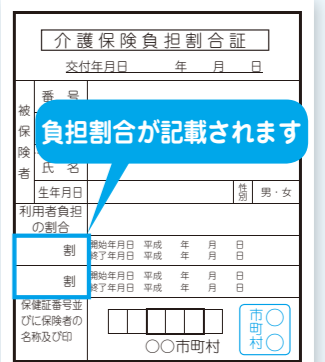 介護保険負担割合証
交付年月日 年 月 日
被保険者
番 号
負担割合が記載されます
氏 名
生年月日
性別
男・女
利用者負担
の割合
割
開始年月日 平成 年 月 日
終了年月日 平成 年 月 日
割
開始年月日 平成 年 月 日
終了年月日 平成 年 月 日
保健証番号並
びに保険者の
名称及び印
〇〇市町村
市町村〇〇